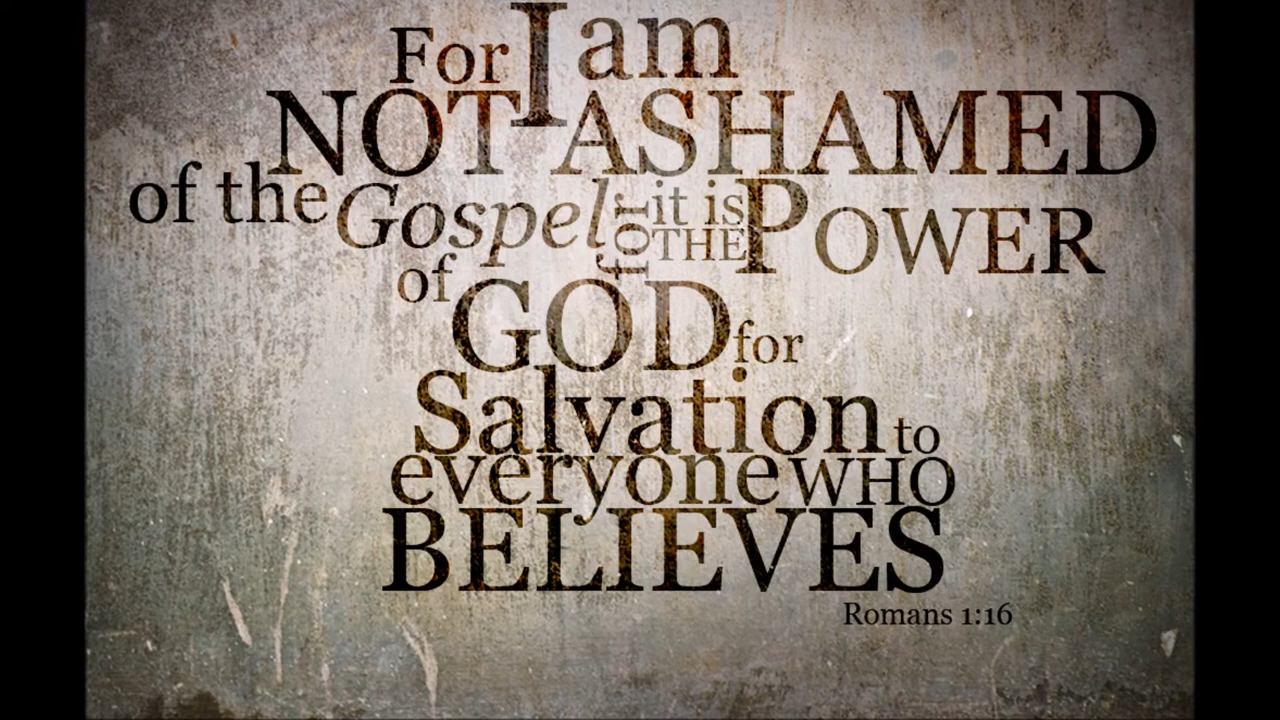 For I am
NOT ASHAMED
of the Gospel for it is THE POWER
of GOD for
Salvation to
everyone WHO
BELIEVES
Romans 1:16